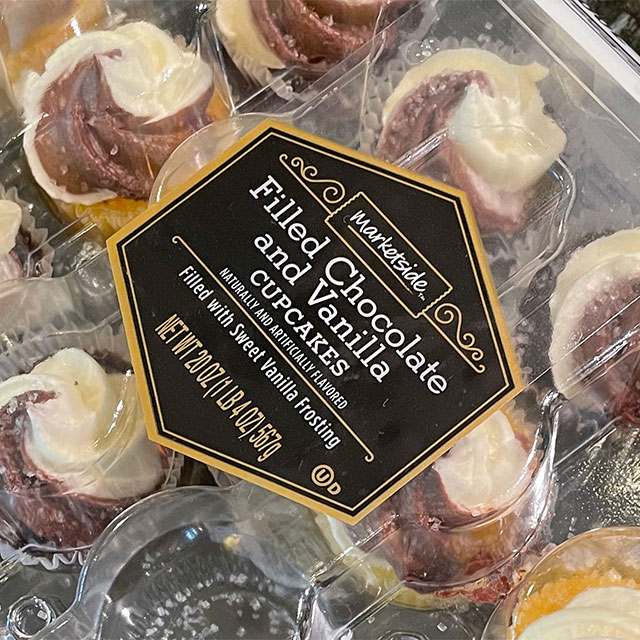 Marketside™
Filled Chocolate
and Vanilla
CUPCAKES
NATURALLY AND ARTIFICIALLY FLAVORED
Filled with Sweet Vanilla Frosting
NET WT 20 OZ (1 LB 4 OZ) 567g
U D